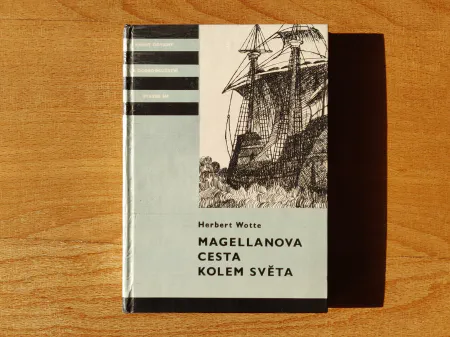 Herbert Wotte
MAGELLANOVA
CESTA
KOLEM SVĚTA